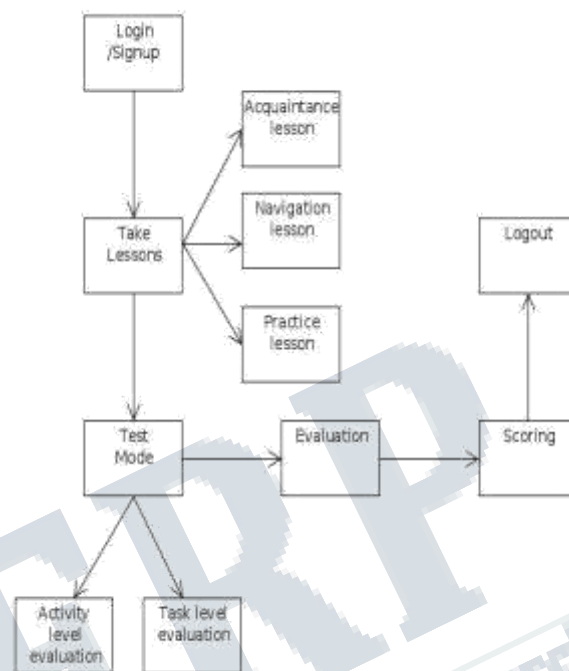 Login
/Signup
Acquaintance
lesson
Navigation
lesson
Take
Lessons
Logout
Practice
lesson
Test
Mode
Evaluation
Scoring
Activity
level
evaluation
Task level
evaluation
ERP